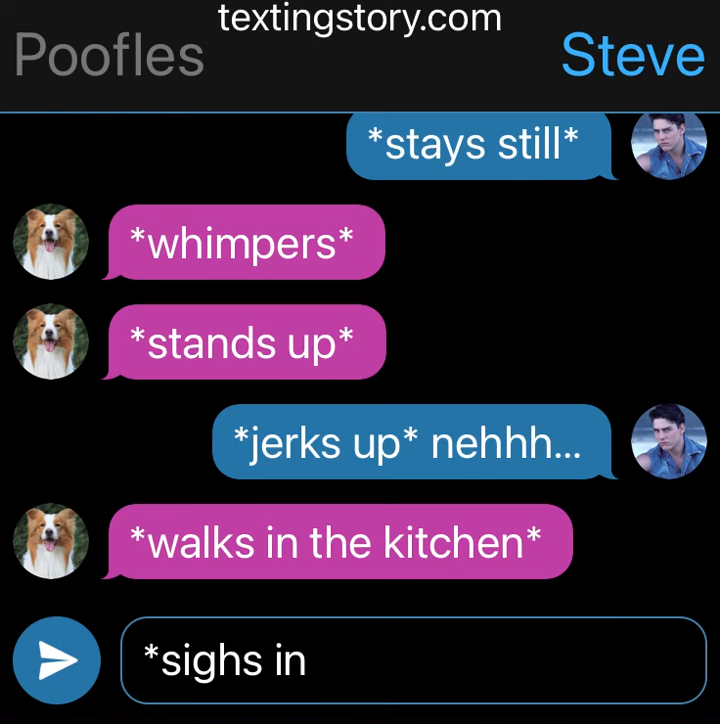 textingstory.com
Poofles
Steve
*stays still*
*whimpers*
*stands up*
*jerks up* nehhh...
*walks in the kitchen*
*sighs in